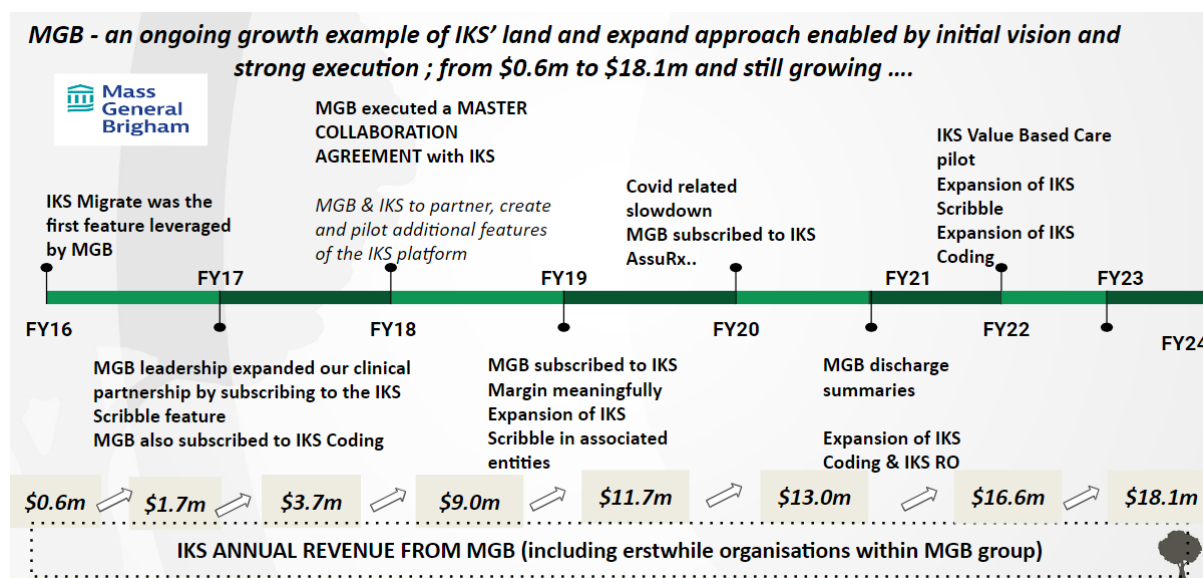 MGB - an ongoing growth example of IKS' land and expand approach enabled by initial vision and
strong execution ; from $0.6m to $18.1m and still growing ....
Mass
General
Brigham
IKS Migrate was the
first feature leveraged
by MGB
MGB executed a MASTER
COLLABORATION
AGREEMENT with IKS
MGB & IKS to partner, create
and pilot additional features
of the IKS platform
Covid related
slowdown
MGB subscribed to IKS
AssuRx..
IKS Value Based Care
pilot
Expansion of IKS
Scribble
Expansion of IKS
Coding
FY17
FY19
FY21
FY23
FY16
FY18
FY20
FY22
FY24
MGB leadership expanded our clinical
partnership by subscribing to the IKS
Scribble feature
MGB also subscribed to IKS Coding
MGB subscribed to IKS
Margin meaningfully
Expansion of IKS
Scribble in associated
entities
MGB discharge
summaries
Expansion of IKS
Coding & IKS RO
$0.6m
$1.7m
$3.7m
$9.0m
$11.7m
$13.0m
$16.6m
$18.1m
IKS ANNUAL REVENUE FROM MGB (including erstwhile organisations within MGB group)